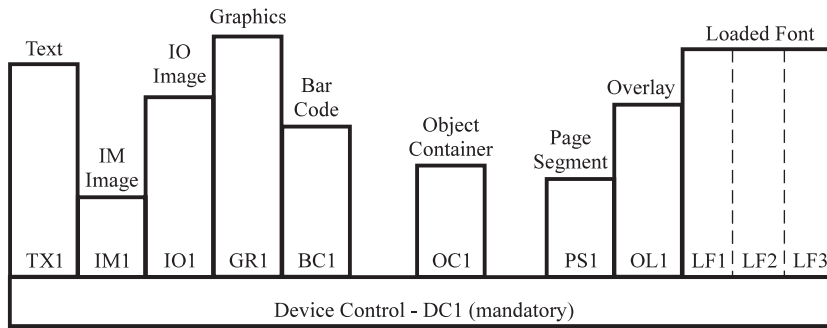 Graphics
Text
IO
Image
Loaded Font
Bar
Code
Overlay
Object
Container
Page
Segment
IM
Image
TX1 IM1 IO1 GR1 BC1 OC1 PS1 OL1 LF1 LF2 LF3
Device Control - DC1 (mandatory)